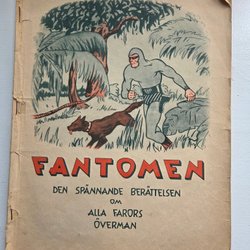 FANTOMEN
DEN SPÄNNANDE BERÄTTELSEN
om
ALLA FARORS
ÖVERMAN